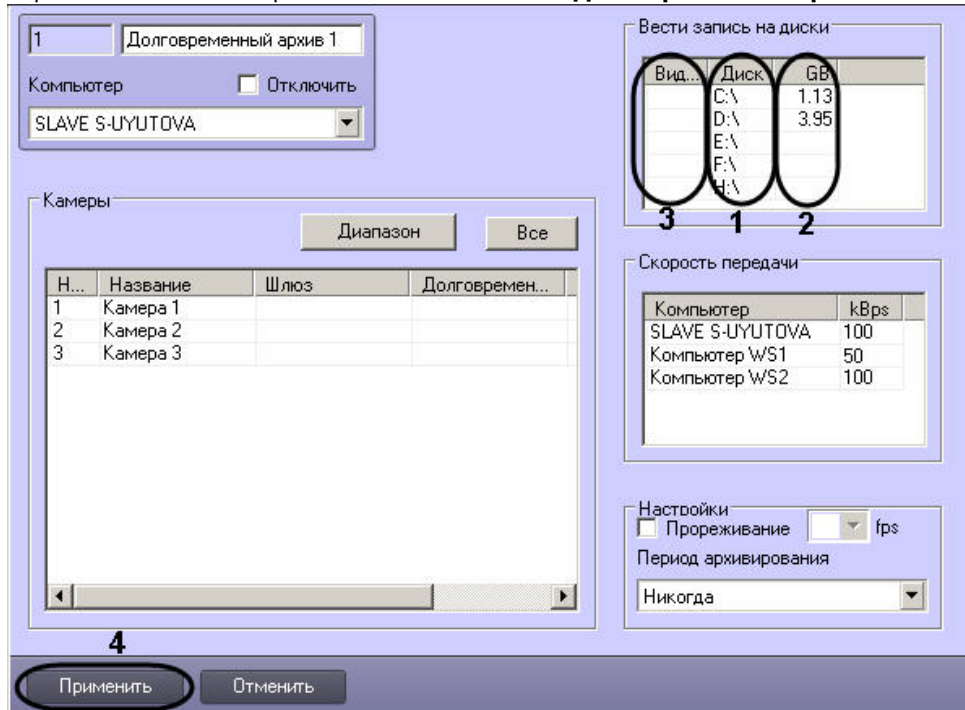 1
Долговременный архив 1
Компьютер
Отключить
SLAVE S-UYUTOVA
Камеры
Диапазон
Все
Н... Название Шлюз Долговремен...
1 Камера 1
2 Камера 2
3 Камера 3
Вести запись на диски
Вид... Диск GB
C:\ 1.13
D:\ 3.95
E:\
F:\
H:\
3 1 2
Скорость передачи
Компьютер kBps
SLAVE S-UYUTOVA 100
Компьютер WS1 50
Компьютер WS2 100
Настройки
Прореживание fps
Период архивирования
Никогда
4
Применить Отменить